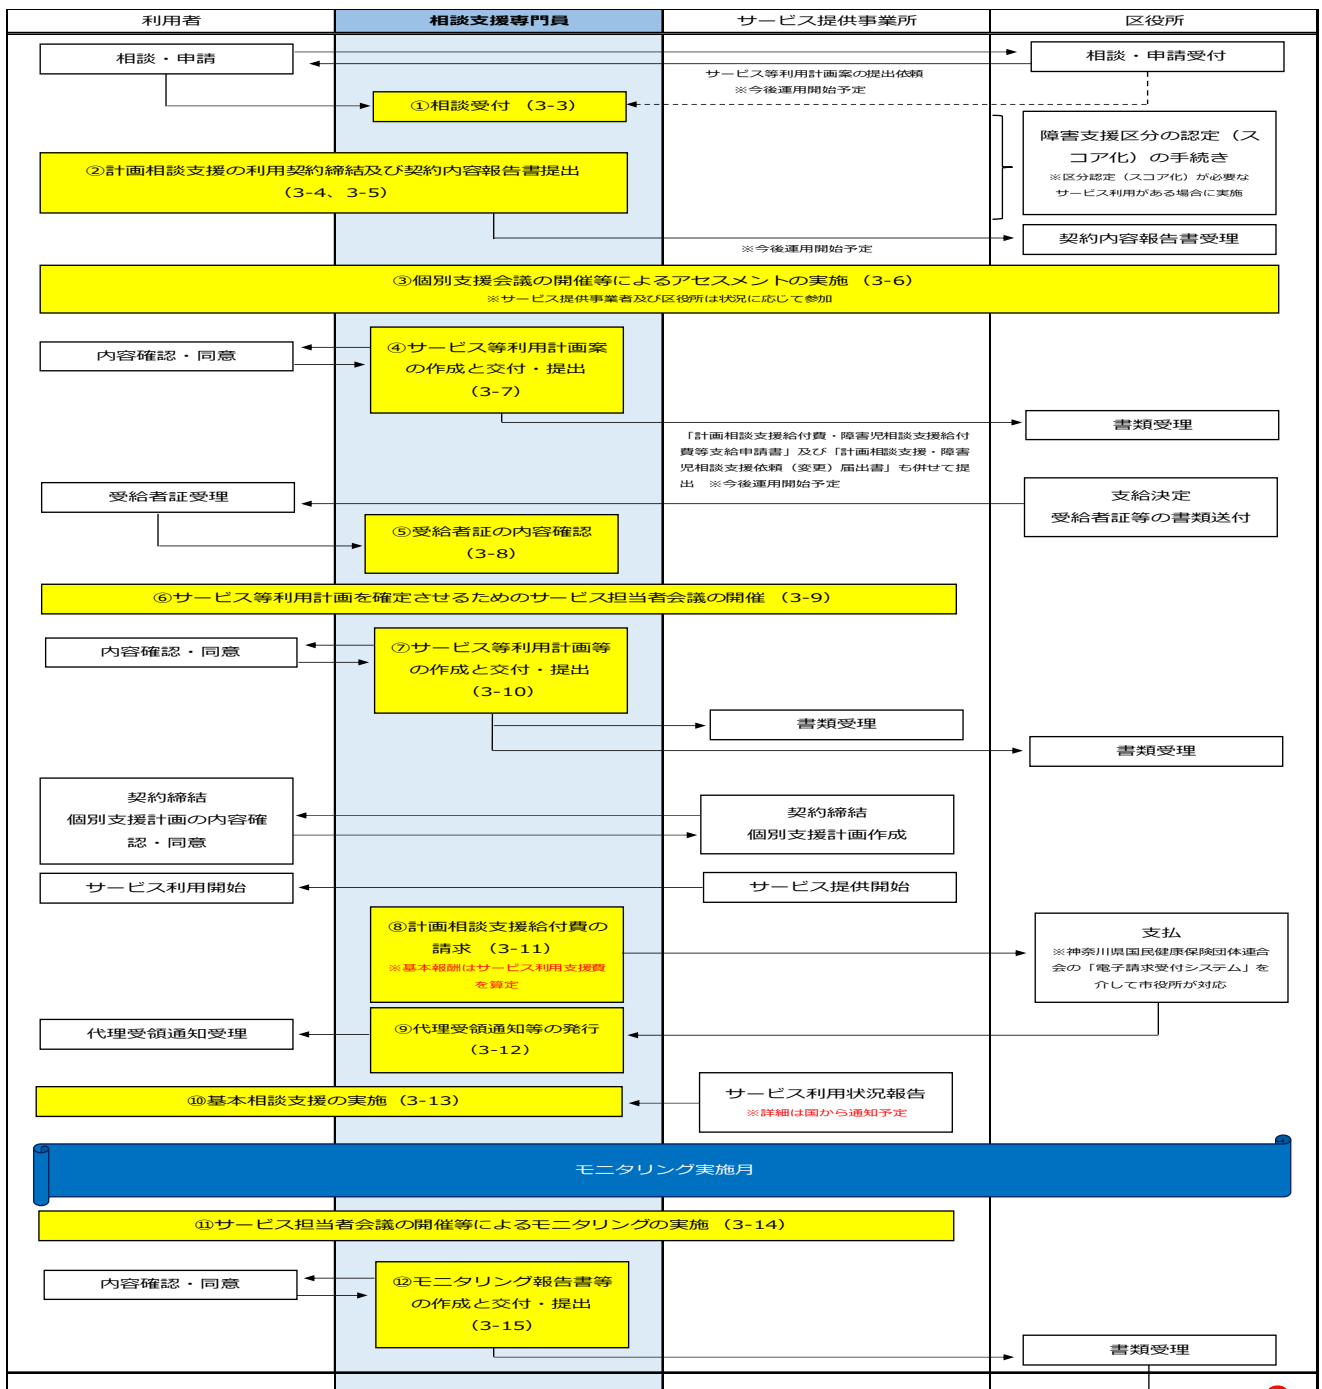 利用者
相談支援専門員
サービス提供事業所
区役所
相談・申請
相談・申請受付
サービス等利用計画案の提出依頼
※今後運用開始予定
①相談受付（3-3）
障害支援区分の認定（ス
コア化）の手続き
※区分認定（スコア化）が必要な
サービス利用がある場合に実施
②計画相談支援の利用契約締結及び契約内容報告書提出
（3-4、3-5）
※今後運用開始予定
契約内容報告書受理
③個別支援会議の開催等によるアセスメントの実施（3-6）
※サービス提供事業者及び区役所は状況に応じて参加
内容確認・同意
④サービス等利用計画案
の作成と交付・提出
（3-7）
書類受理
「計画相談支援給付費・障害児相談支援給付
費等支給申請書」及び「計画相談支援・障害
児相談支援依頼（変更）届出書」も併せて提
出　※今後運用開始予定
受給者証受理
支給決定
受給者証等の書類送付
⑤受給者証の内容確認
（3-8）
⑥サービス等利用計画を確定させるためのサービス担当者会議の開催（3-9）
内容確認・同意
⑦サービス等利用計画等
の作成と交付・提出
（3-10）
書類受理
書類受理
契約締結
個別支援計画の内容確
認・同意
契約締結
個別支援計画作成
サービス利用開始
サービス提供開始
⑧計画相談支援給付費の
請求（3-11）
※基本報酬はサービス利用支援費
を算定
支払
※神奈川県国民健康保険団体連合
会の「電子請求受付システム」を
介して市役所が対応
代理受領通知受理
⑨代理受領通知等の発行
（3-12）
⑩基本相談支援の実施（3-13）
サービス利用状況報告
※詳細は国から通知予定
モニタリング実施月
⑪サービス担当者会議の開催等によるモニタリングの実施（3-14）
内容確認・同意
⑫モニタリング報告書等
の作成と交付・提出
（3-15）
書類受理